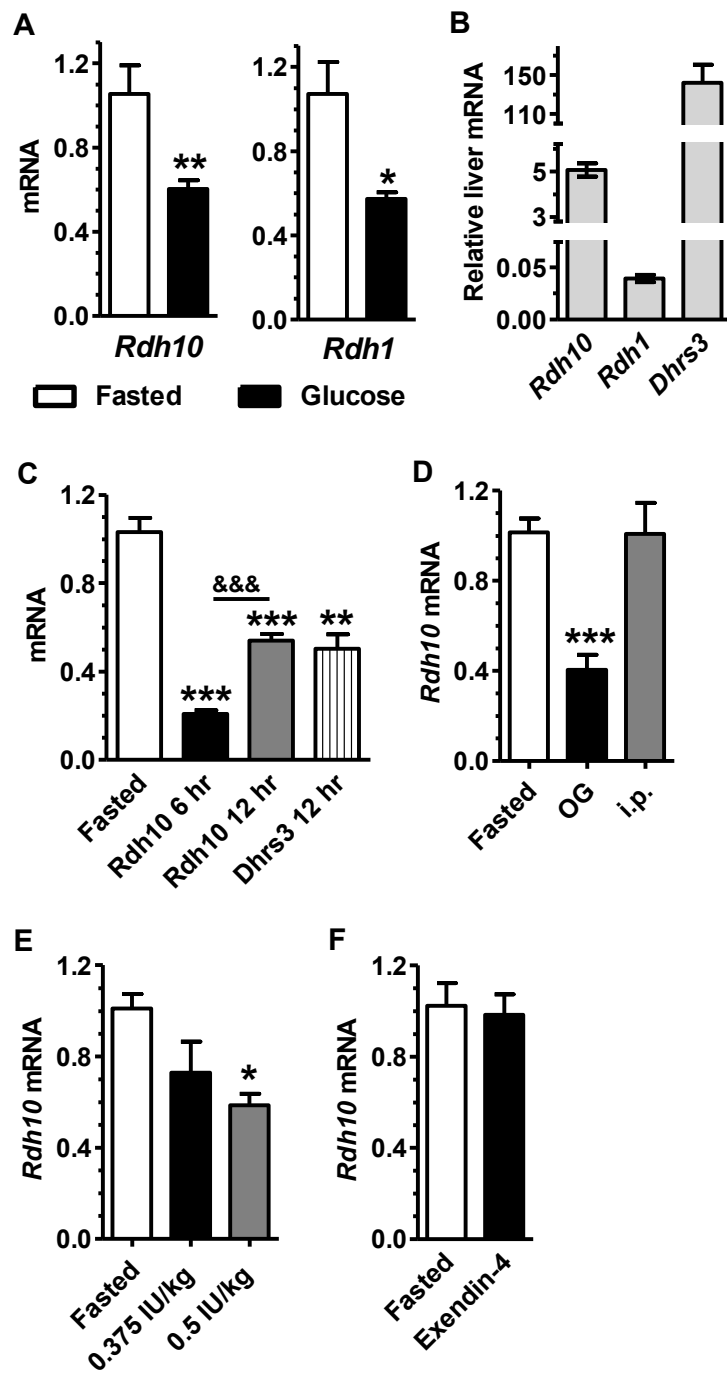 A
mRNA
1.2
0.8
0.4
0.0
**
Rdh10
1.2
0.8
0.4
0.0
*
Rdh1
Fasted
Glucose
B
Relative liver mRNA
150
110
5
3
0.05
0.00
Rdh10
Rdh1
Dhrs3
C
mRNA
1.2
0.8
0.4
0.0
&&&
***
***
**
Fasted
Rdh10 6 hr
Rdh10 12 hr
Dhrs3 12 hr
D
Rdh10 mRNA
1.2
0.8
0.4
0.0
***
Fasted
OG
i.p.
E
Rdh10 mRNA
1.2
0.8
0.4
0.0
*
Fasted
0.375 IU/kg
0.5 IU/kg
F
Rdh10 mRNA
1.2
0.8
0.4
0.0
Fasted
Exendin-4